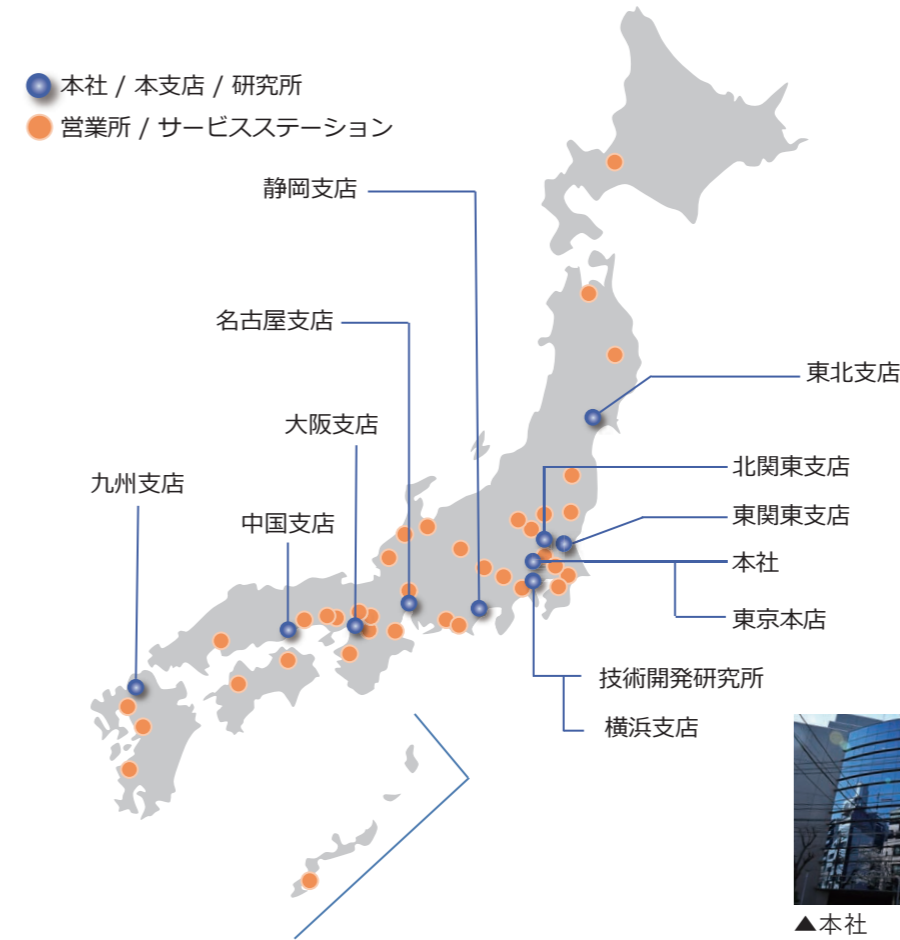 本社 / 本支店 / 研究所
営業所 / サービスステーション
静岡支店
名古屋支店
東北支店
大阪支店
北関東支店
九州支店
東関東支店
中国支店
本社
東京本店
技術開発研究所
横浜支店
▲本社